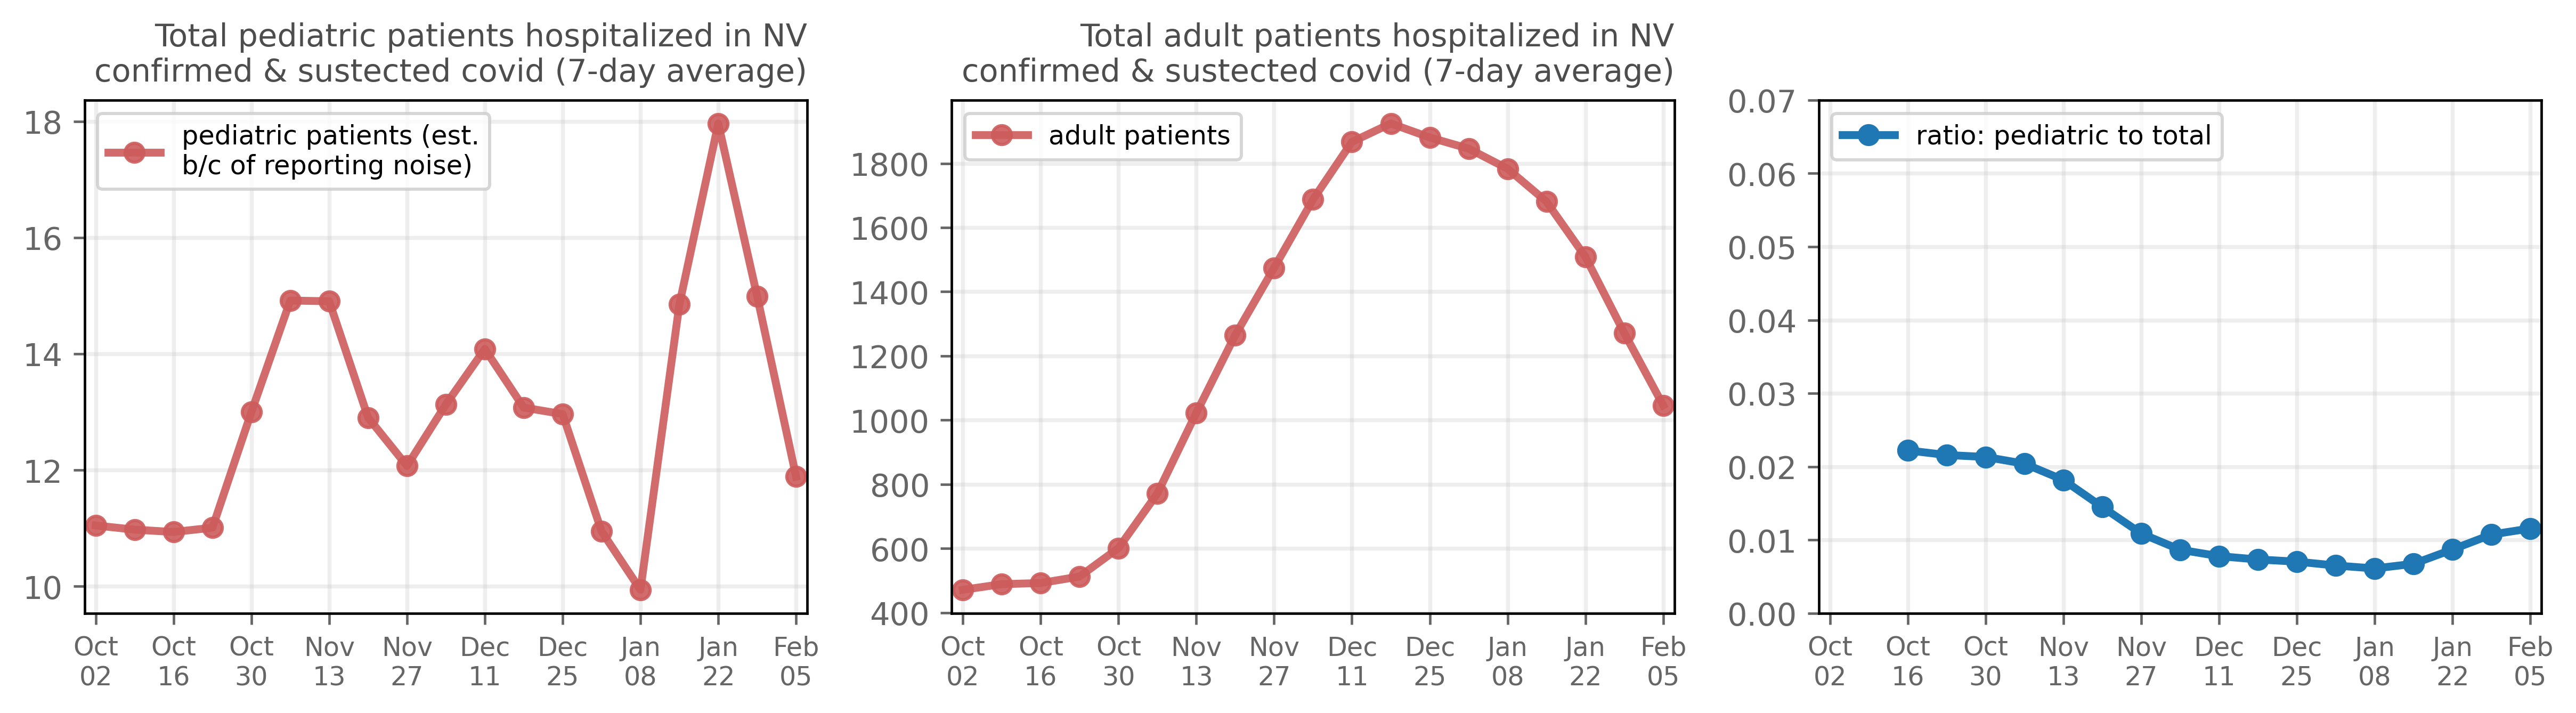 Total pediatric patients hospitalized in NV
confirmed & sustected covid (7-day average)
pediatric patients (est.
b/c of reporting noise)
18
16
14
12
10
Oct Oct Oct Nov Nov Dec Dec Jan Jan Feb
02 16 30 13 27 11 25 08 22 05
Total adult patients hospitalized in NV
confirmed & sustected covid (7-day average)
adult patients
1800
1600
1400
1200
1000
800
600
400
Oct Oct Oct Nov Nov Dec Dec Jan Jan Feb
02 16 30 13 27 11 25 08 22 05
ratio: pediatric to total
0.07
0.06
0.05
0.04
0.03
0.02
0.01
0.00
Oct Oct Oct Nov Nov Dec Dec Jan Jan Feb
02 16 30 13 27 11 25 08 22 05